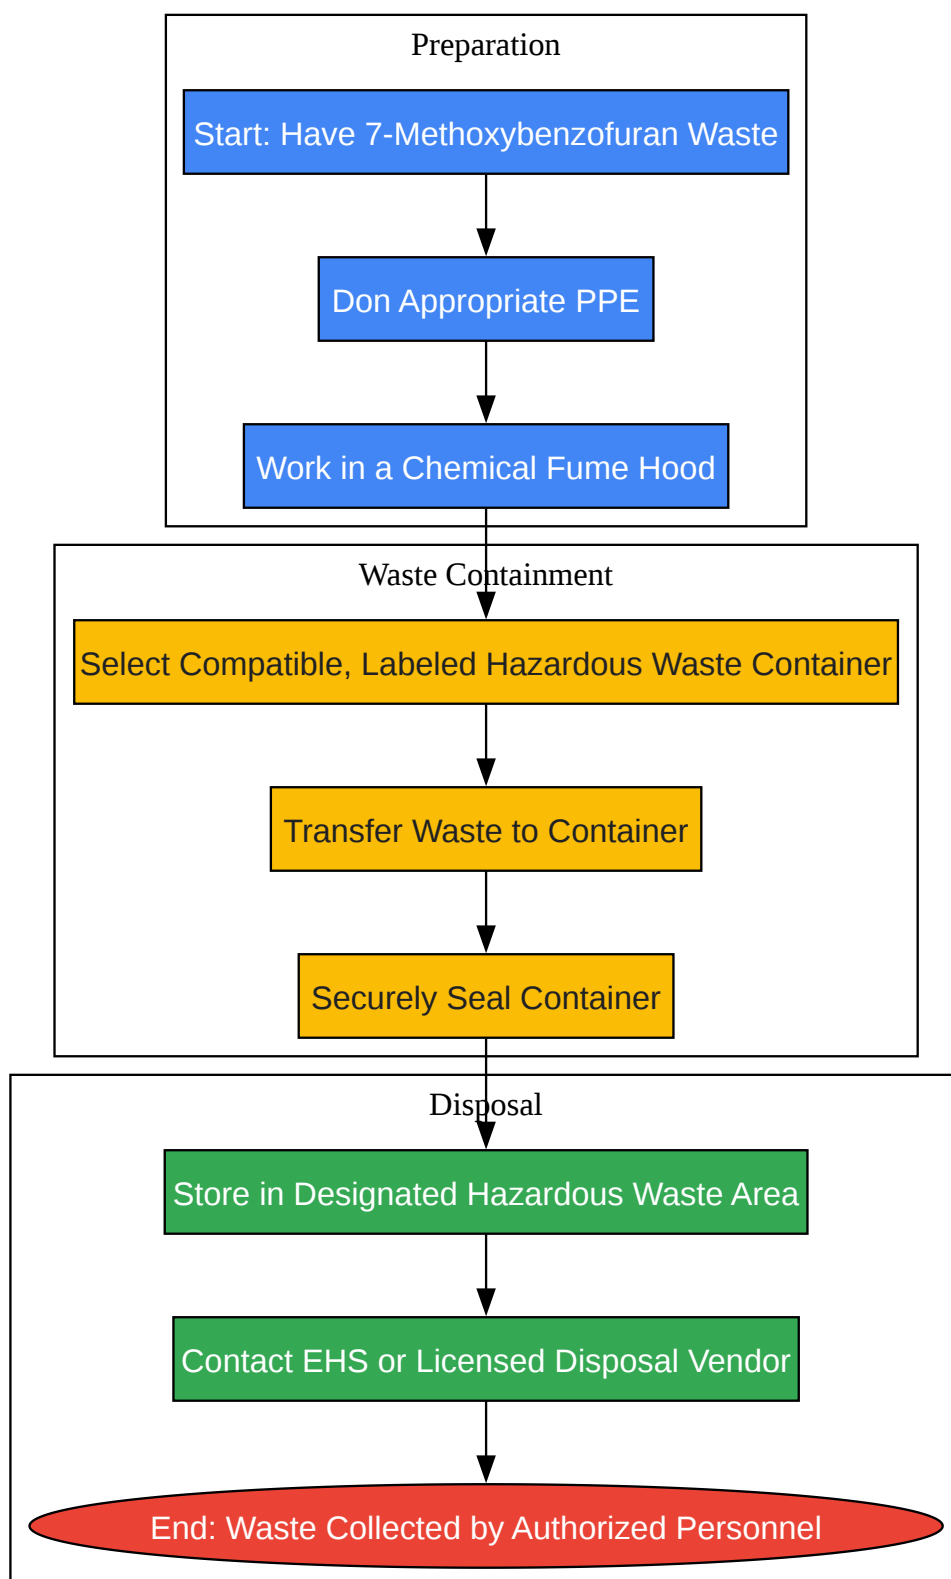 Preparation
Start: Have 7-Methoxybenzofuran Waste
Don Appropriate PPE
Work in a Chemical Fume Hood
Waste Containment
Select Compatible, Labeled Hazardous Waste Container
Transfer Waste to Container
Securely Seal Container
Disposal
Store in Designated Hazardous Waste Area
Contact EHS or Licensed Disposal Vendor
End: Waste Collected by Authorized Personnel